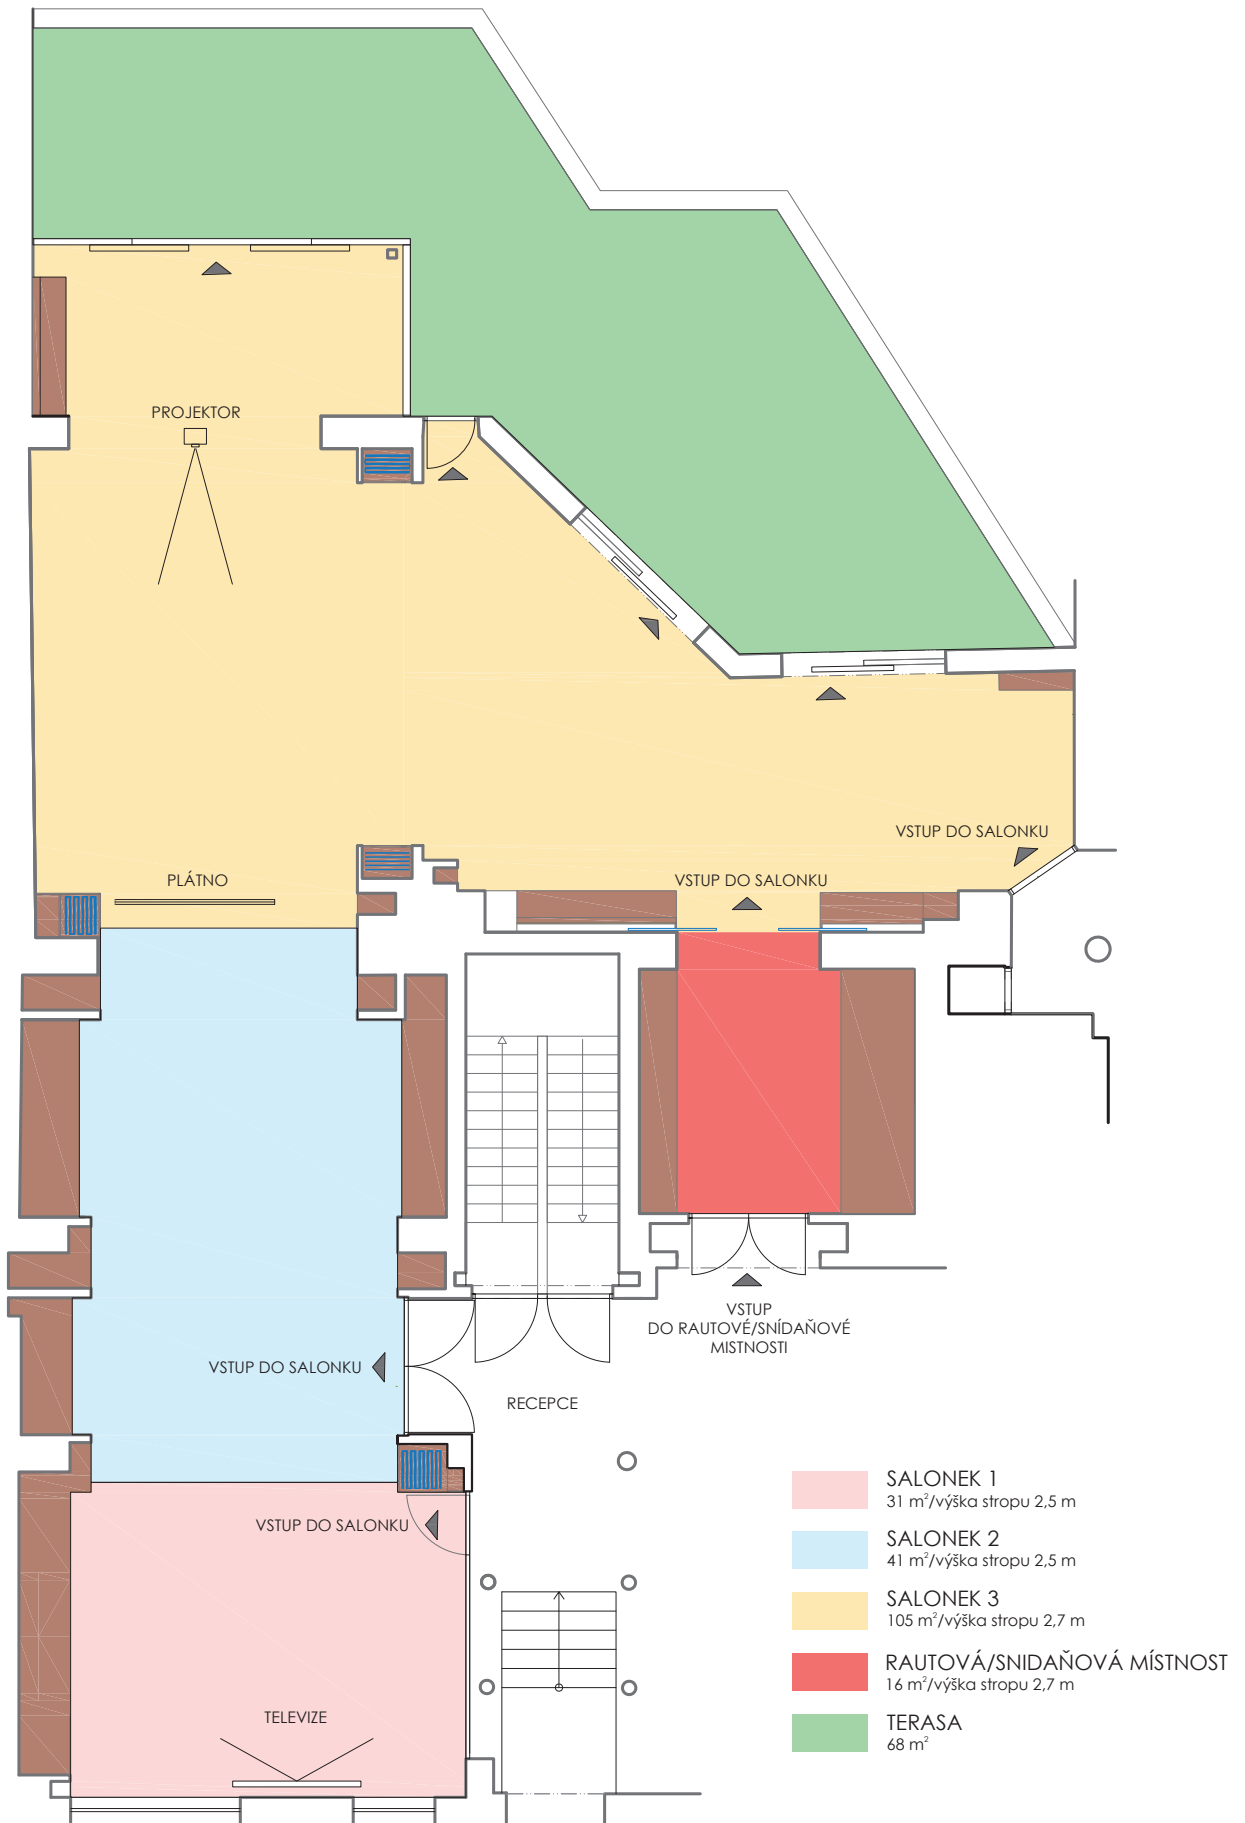 PROJEKTOR
VSTUP DO SALONKU
PLÁTNO
VSTUP DO SALONKU
VSTUP
DO RAUTOVÉ/SNÍDAŇOVÉ
MISTNOSTI
VSTUP DO SALONKU
RECEPCE
VSTUP DO SALONKU
TELEVIZE
SALONEK 1
31 m²/výška stropu 2,5 m
SALONEK 2
41 m²/výška stropu 2,5 m
SALONEK 3
105 m²/výška stropu 2,7 m
RAUTOVÁ/SNIDAŇOVÁ MÍSTNOST
16 m²/výška stropu 2,7 m
TERASA
68 m²